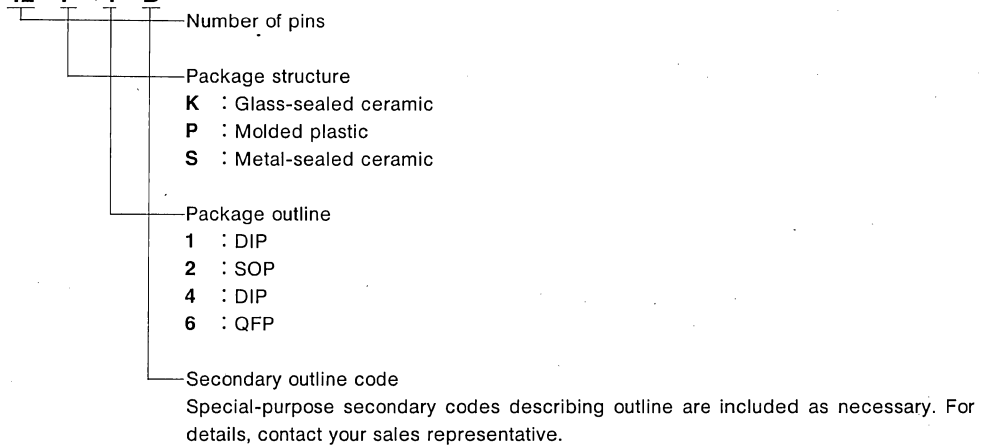 Number of pins
Package structure
K : Glass-sealed ceramic
P : Molded plastic
S : Metal-sealed ceramic
Package outline
1 : DIP
2 : SOP
4 : DIP
6 : QFP
Secondary outline code
Special-purpose secondary codes describing outline are included as necessary. For
details, contact your sales representative.